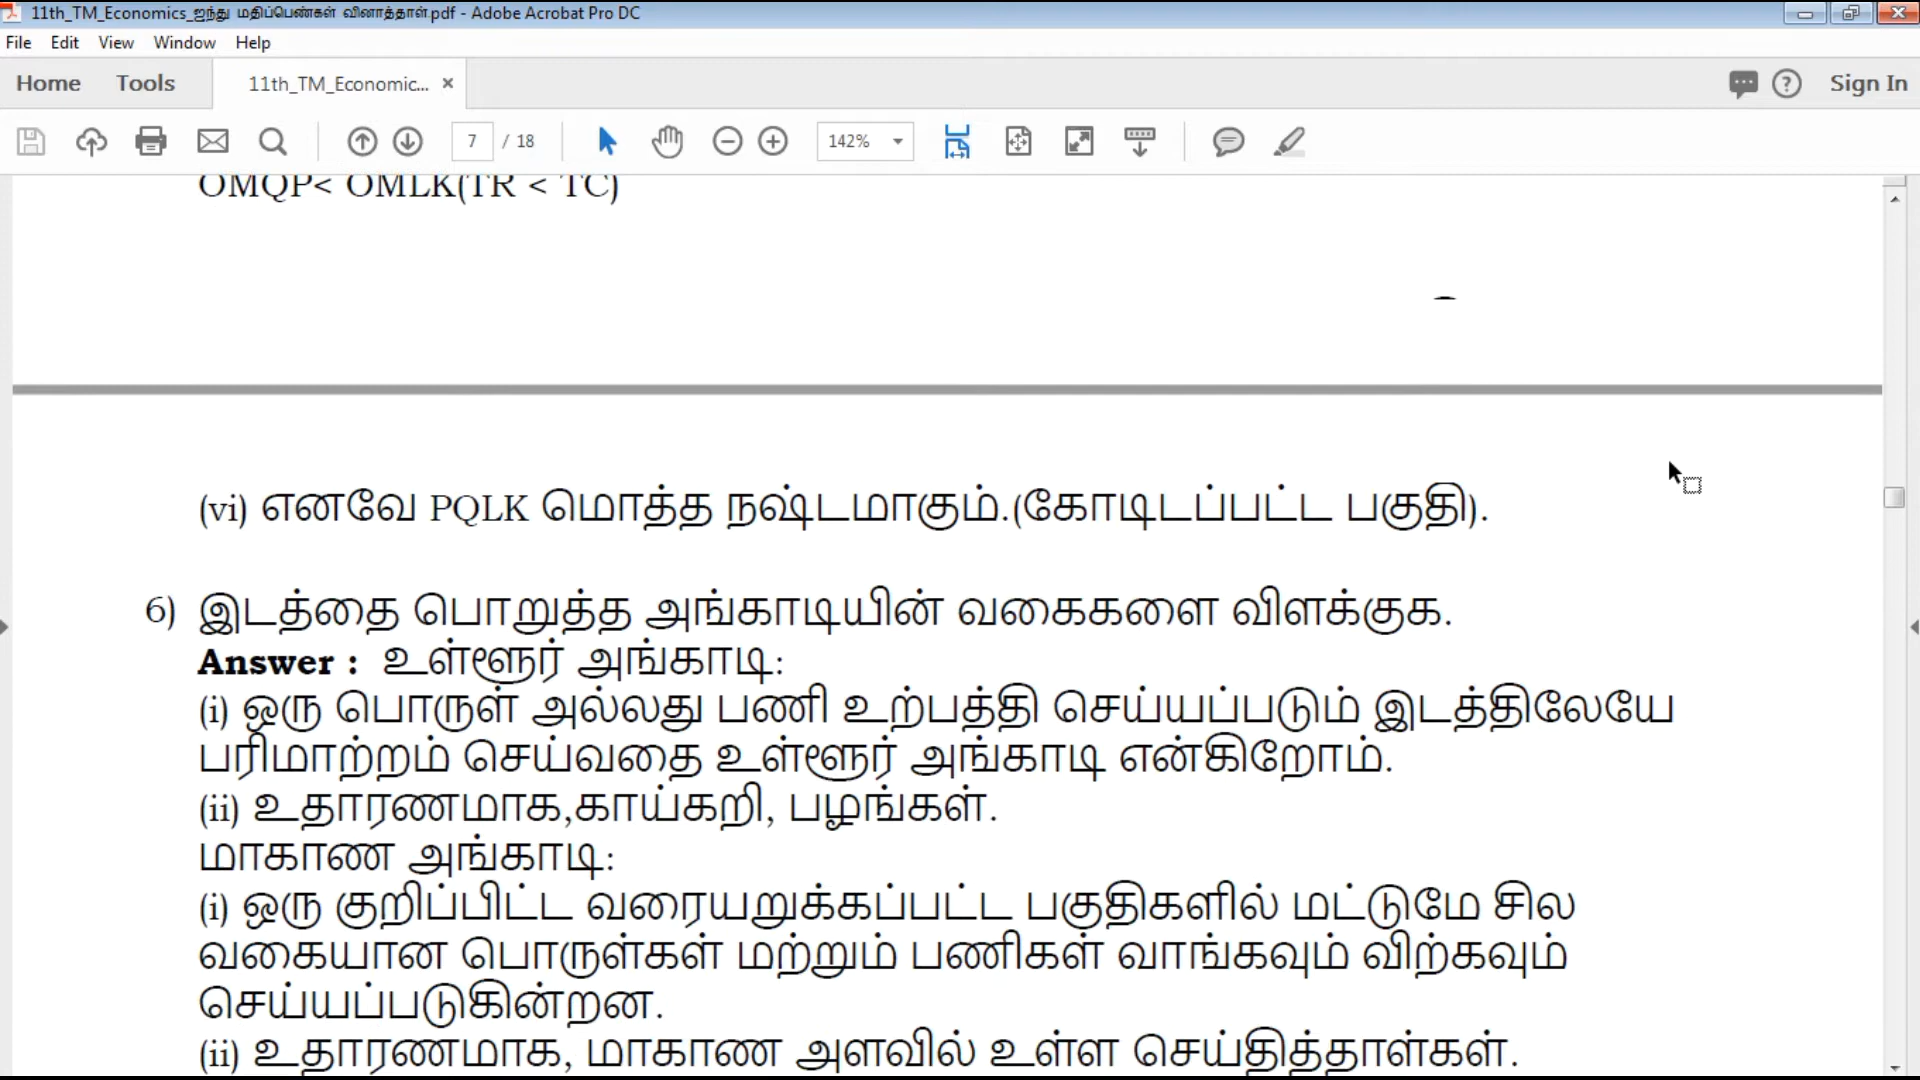 11th_TM_Economics_ஐந்து மதிப்பெண்கள் வினாத்தாள்.pdf - Adobe Acrobat Pro DC
File Edit View Window Help
Home Tools 11th_TM_Economic... × Sign In
7 / 18 142%
OMQP< OMLK(TR < TC)
(vi) எனவே PQLK மொத்த நஷ்டமாகும்.(கோடிடப்பட்ட பகுதி).
6) இடத்தை பொறுத்த அங்காடியின் வகைகளை விளக்குக.
Answer : உள்ளூர் அங்காடி:
(i) ஒரு பொருள் அல்லது பணி உற்பத்தி செய்யப்படும் இடத்திலேயே
பரிமாற்றம் செய்வதை உள்ளூர் அங்காடி என்கிறோம்.
(ii) உதாரணமாக,காய்கறி, பழங்கள்.
மாகாண அங்காடி:
(i) ஒரு குறிப்பிட்ட வரையறுக்கப்பட்ட பகுதிகளில் மட்டுமே சில
வகையான பொருள்கள் மற்றும் பணிகள் வாங்கவும் விற்கவும்
செய்யப்படுகின்றன.
(ii) உதாரணமாக, மாகாண அளவில் உள்ள செய்தித்தாள்கள்.